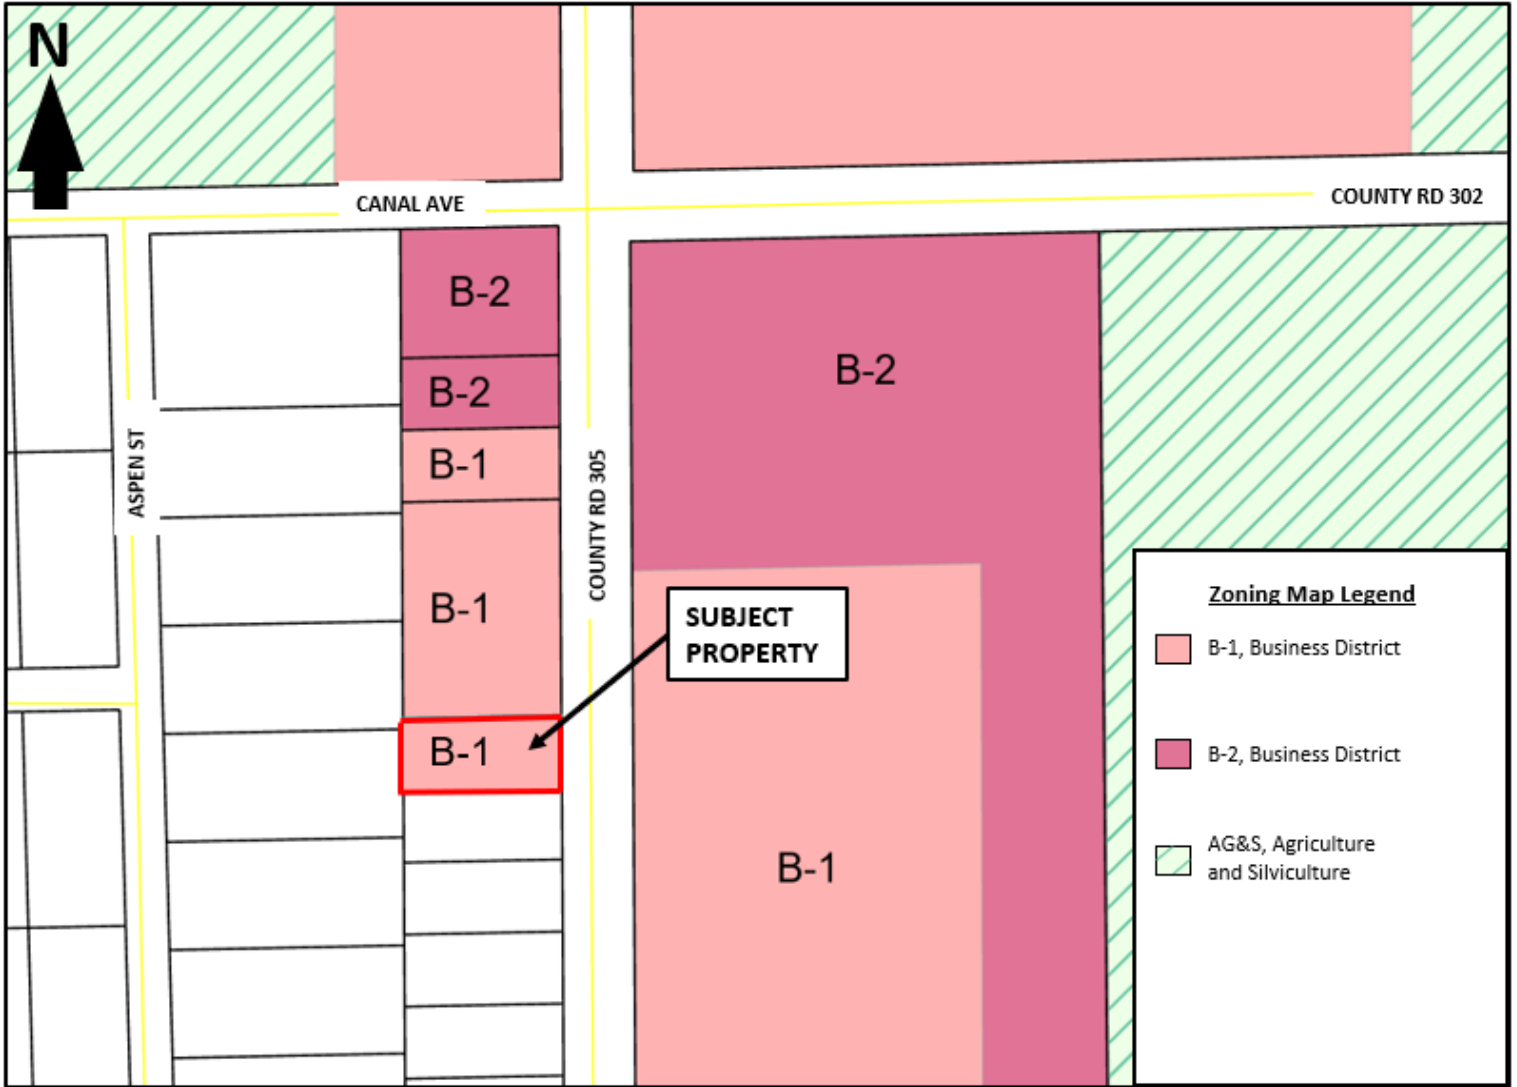 N
CANAL AVE
COUNTY RD 302
B-2
B-2
B-2
B-1
ASPEN ST
COUNTY RD 305
B-1
SUBJECT
PROPERTY
B-1
B-1
Zoning Map Legend
B-1, Business District
B-2, Business District
AG&S, Agriculture
and Silviculture